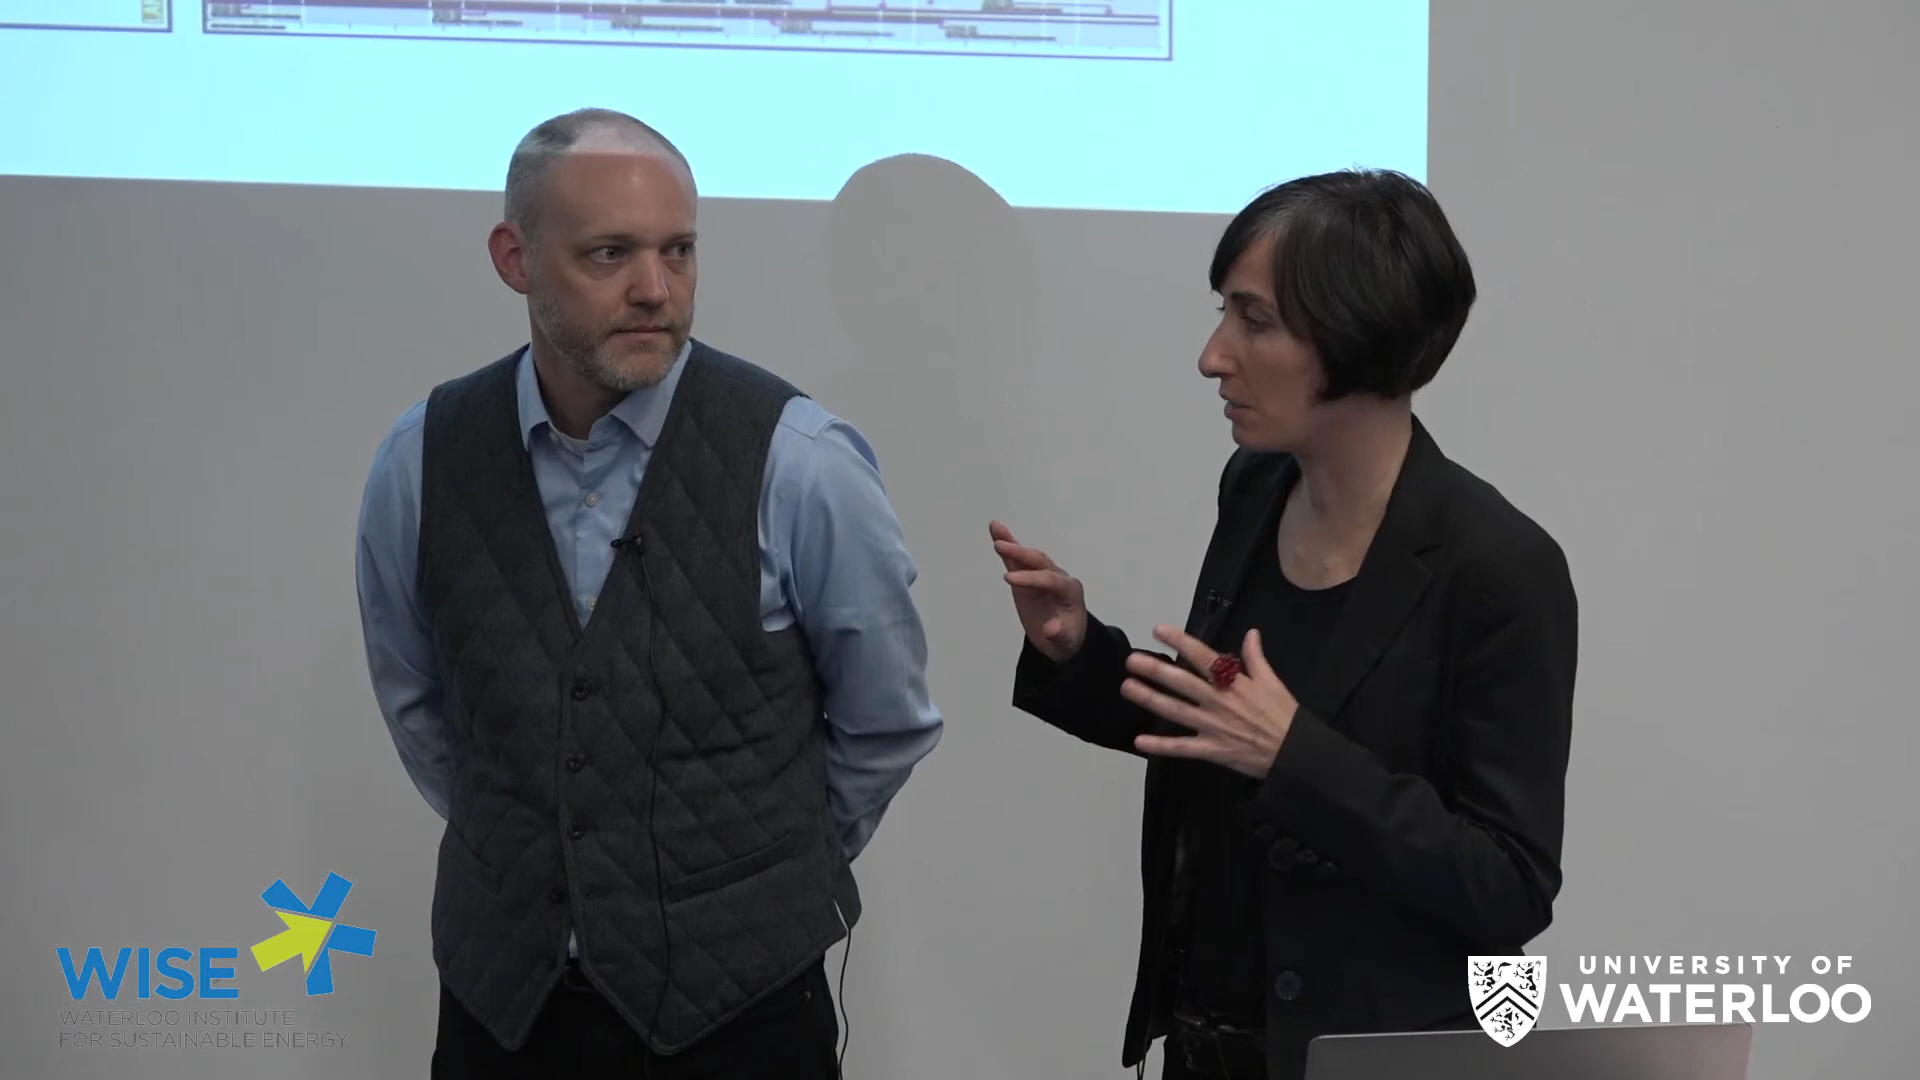 WISE
WATERLOO INSTITUTE
FOR SUSTAINABLE ENERGY
UNIVERSITY OF
WATERLOO